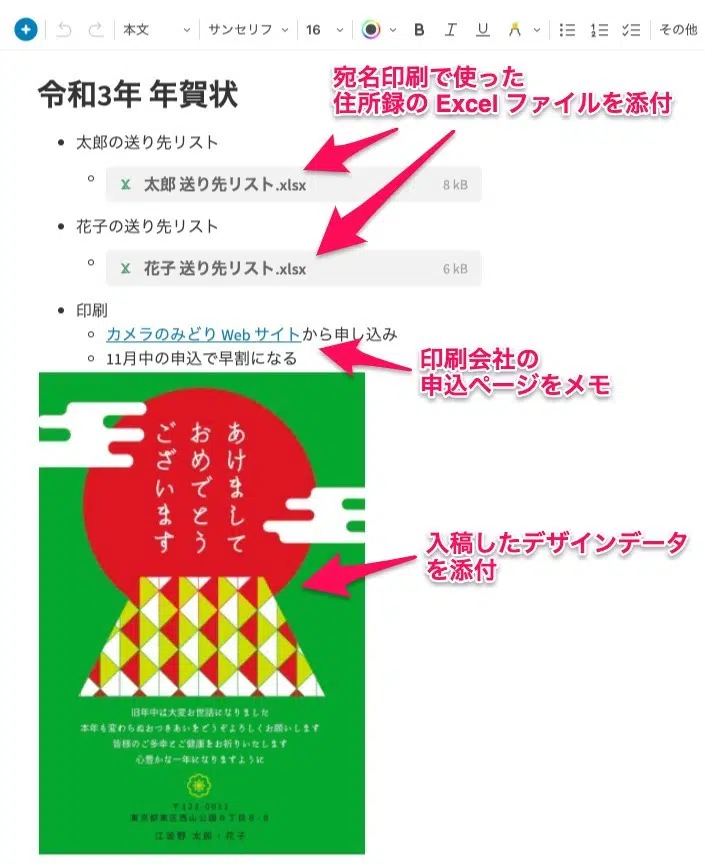 本文 サンセリフ 16 B I U A その他
令和3年 年賀状
宛名印刷で使った
住所録の Excel ファイルを添付
太郎の送り先リスト
太郎 送り先リスト.xlsx 8 kB
花子の送り先リスト
花子 送り先リスト.xlsx 6 kB
印刷
カメラのみどり Web サイトから申し込み
11月中の申込で早割になる
印刷会社の
申込ページをメモ
あけまして
おめでとう
ございます
入稿したデザインデータ
を添付
旧年中は大変お世話になりました
本年も変わらぬおつきあいをどうぞよろしくお願いします
皆様のご多幸とご健康をお祈りいたします
心豊かな一年になりますように
〒123-0011
東京都東区西山公園
太郎・花子